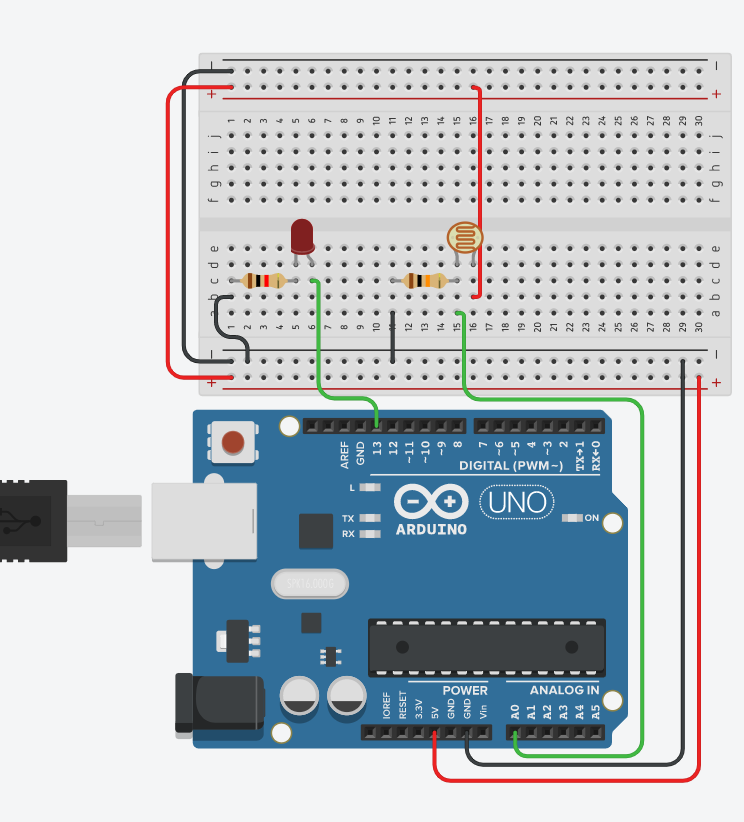 − −
+ +
1 2 3 4 5 6 7 8 9 10 11 12 13 14 15 16 17 18 19 20 21 22 23 24 25 26 27 28 29 30
j j
i i
h h
g g
f f
e e
d d
c c
b b
a a
1 2 3 4 5 6 7 8 9 10 11 12 13 14 15 16 17 18 19 20 21 22 23 24 25 26 27 28 29 30
− −
+ +
AREF GND 13 12 ~11 ~10 ~9 8 7 ~6 ~5 4 ~3 2 TX→1 RX←0
DIGITAL (PWM~)
L
TX
RX
ARDUINO
UNO
ON
POWER ANALOG IN
IOREF RESET 3.3V 5V GND GND Vin A0 A1 A2 A3 A4 A5